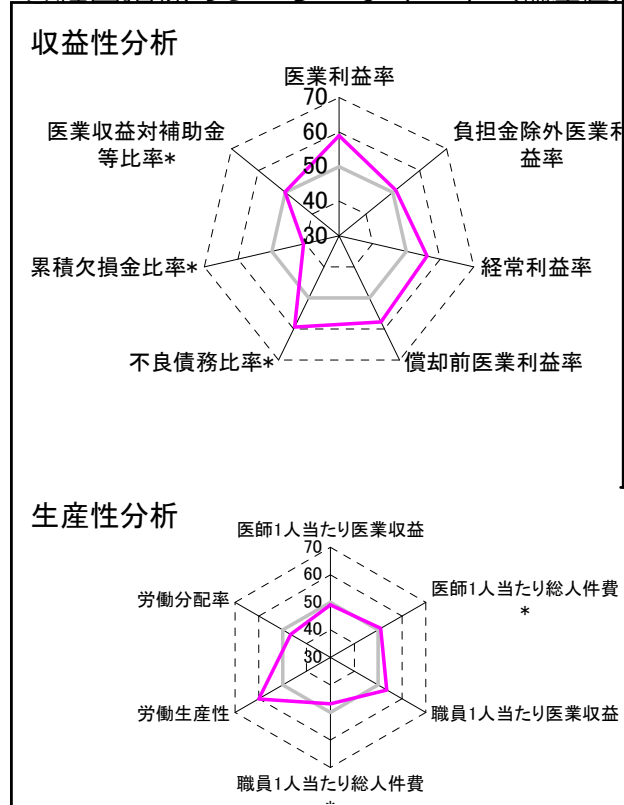 収益性分析
医業利益率
70
60
50
40
30
医業収益対補助金
等比率*
負担金除外医業利
益率
累積欠損金比率*
経常利益率
不良債務比率*
償却前医業利益率
生産性分析
医師1人当たり医業収益
70
60
50
40
30
労働分配率
医師1人当たり総人件費
*
労働生産性
職員1人当たり医業収益
職員1人当たり総人件費
*